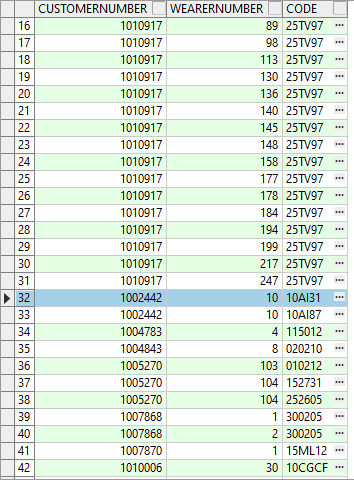 CUSTOMERNUMBER WEARERNUMBER CODE
16 1010917 89 25TV97 ...
17 1010917 98 25TV97 ...
18 1010917 113 25TV97 ...
19 1010917 130 25TV97 ...
20 1010917 136 25TV97 ...
21 1010917 140 25TV97 ...
22 1010917 145 25TV97 ...
23 1010917 148 25TV97 ...
24 1010917 158 25TV97 ...
25 1010917 177 25TV97 ...
26 1010917 178 25TV97 ...
27 1010917 184 25TV97 ...
28 1010917 194 25TV97 ...
29 1010917 199 25TV97 ...
30 1010917 217 25TV97 ...
31 1010917 247 25TV97 ...
32 1002442 10 10AI31 ...
33 1002442 10 10AI87 ...
34 1004783 4 115012 ...
35 1004843 8 020210 ...
36 1005270 103 010212 ...
37 1005270 104 152731 ...
38 1005270 104 252605 ...
39 1007868 1 300205 ...
40 1007868 2 300205 ...
41 1007870 1 15ML12 ...
42 1010006 30 10CGCF ...